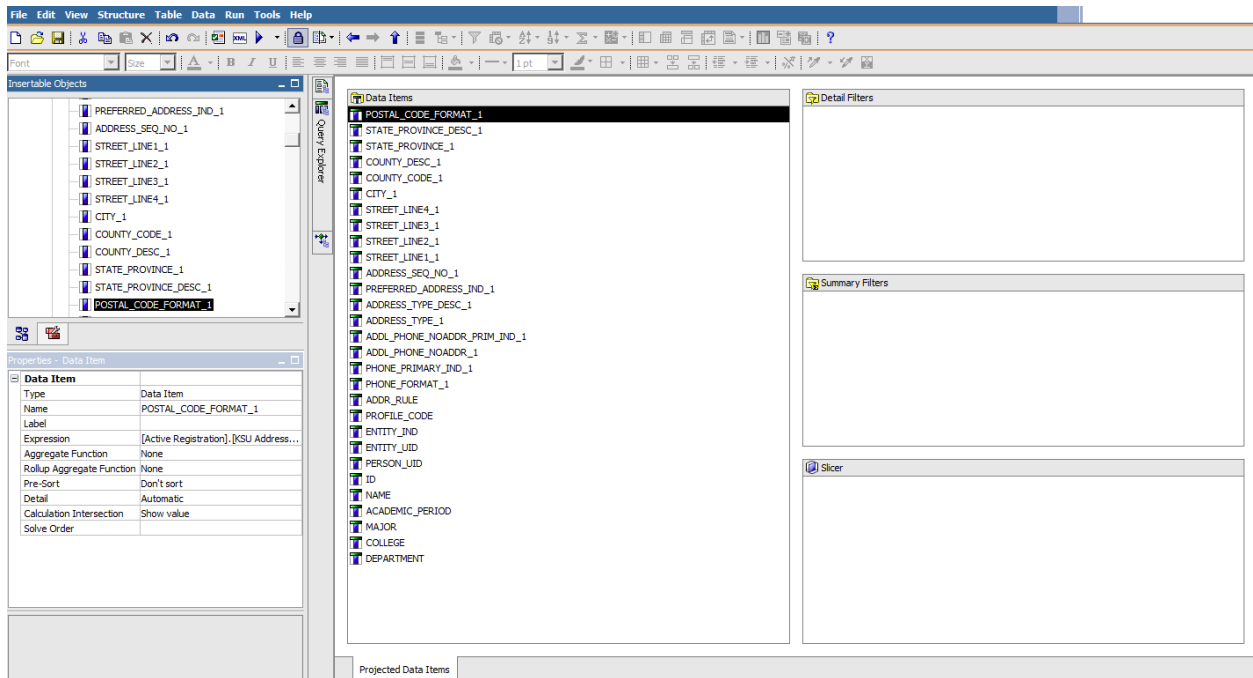 File Edit View Structure Table Data Run Tools Help
Font Size A B I U 1 pt
Insertable Objects
PREFERRED_ADDRESS_IND_1
ADDRESS_SEQ_NO_1
STREET_LINE1_1
STREET_LINE2_1
STREET_LINE3_1
STREET_LINE4_1
CITY_1
COUNTY_CODE_1
COUNTY_DESC_1
STATE_PROVINCE_1
STATE_PROVINCE_DESC_1
POSTAL_CODE_FORMAT_1
Properties - Data Item
Data Item
Type Data Item
Name POSTAL_CODE_FORMAT_1
Label
Expression [Active Registration].[KSU Address...
Aggregate Function None
Rollup Aggregate Function None
Pre-Sort Don't sort
Detail Automatic
Calculation Intersection Show value
Solve Order
Query Explorer
Data Items
POSTAL_CODE_FORMAT_1
STATE_PROVINCE_DESC_1
STATE_PROVINCE_1
COUNTY_DESC_1
COUNTY_CODE_1
CITY_1
STREET_LINE4_1
STREET_LINE3_1
STREET_LINE2_1
STREET_LINE1_1
ADDRESS_SEQ_NO_1
PREFERRED_ADDRESS_IND_1
ADDRESS_TYPE_DESC_1
ADDRESS_TYPE_1
ADDL_PHONE_NOADDR_PRIM_IND_1
ADDL_PHONE_NOADDR_1
PHONE_PRIMARY_IND_1
PHONE_FORMAT_1
ADDR_RULE
PROFILE_CODE
ENTITY_IND
ENTITY_UID
PERSON_UID
ID
NAME
ACADEMIC_PERIOD
MAJOR
COLLEGE
DEPARTMENT
Projected Data Items
Detail Filters
Summary Filters
Slicer